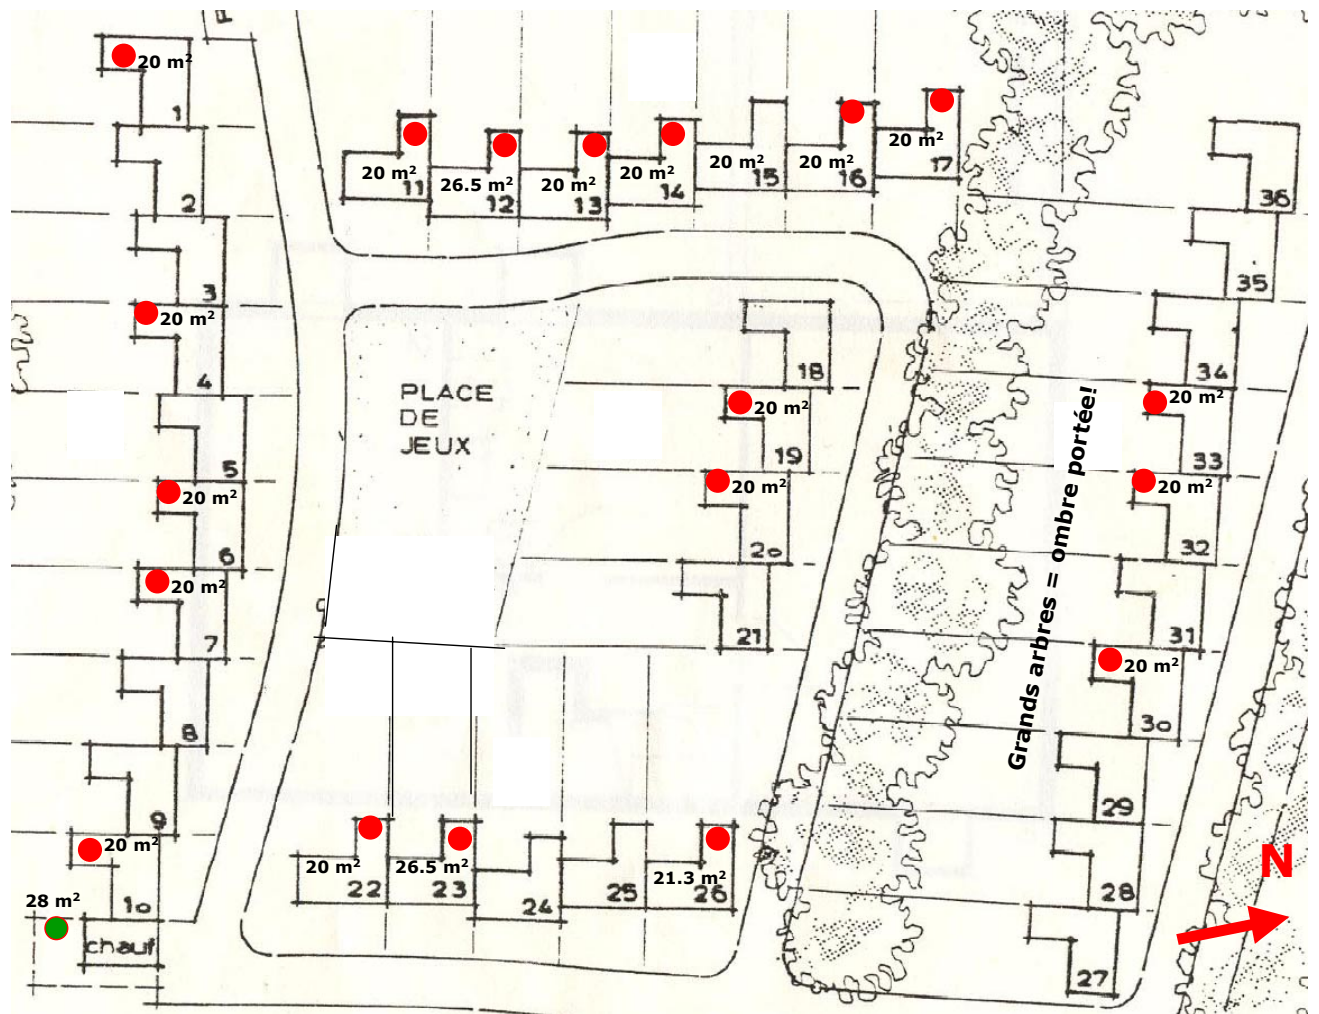 20 m²
1
2
3
20 m²
4
5
20 m²
6
20 m²
7
8
9
20 m²
10
28 m²
chauf
20 m²
11
26.5 m²
12
20 m²
13
20 m²
14
20 m²
15
20 m²
16
20 m²
17
PLACE
DE
JEUX
18
20 m²
19
20 m²
20
21
20 m²
22
26.5 m²
23
24
25
21.3 m²
26
Grands arbres = ombre portée!
36
35
34
20 m²
33
20 m²
32
31
20 m²
30
29
28
27
N